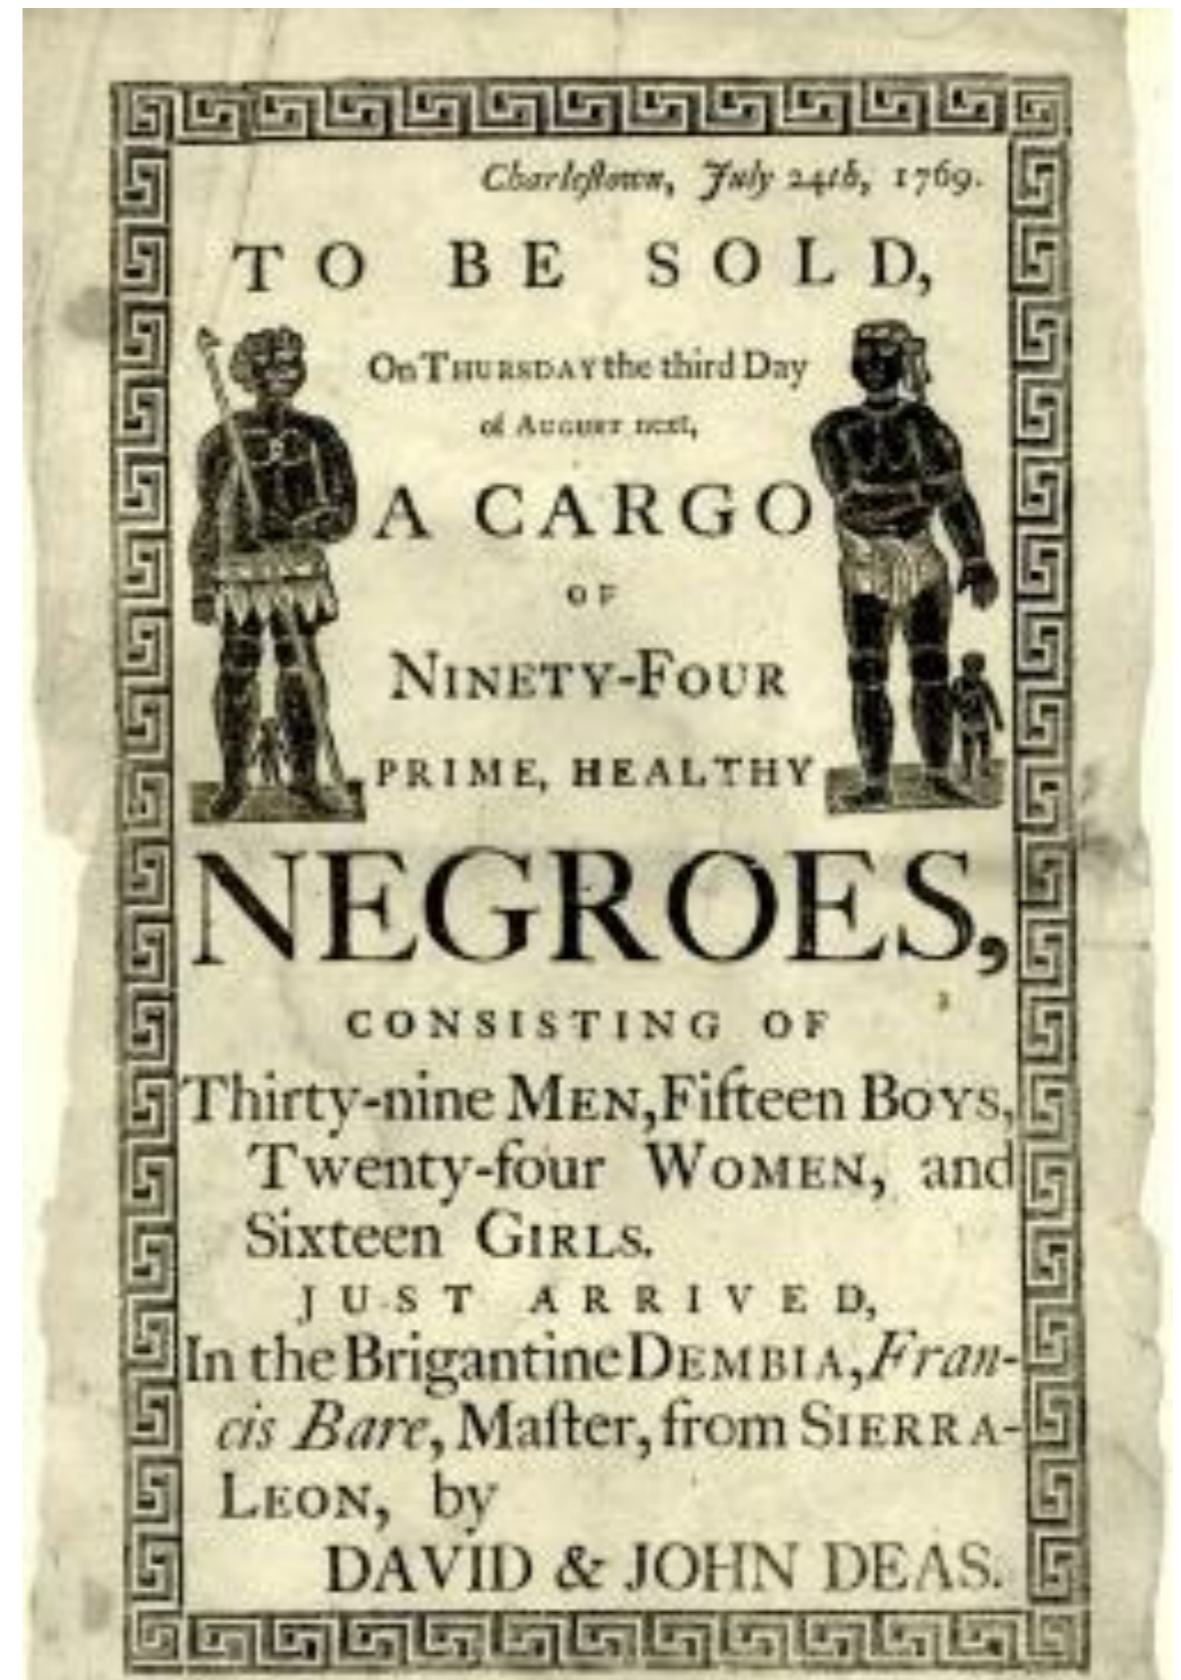 Charleſtown, July 24th, 1769.
TO BE SOLD,
On THURSDAY the third Day
of AUGUST next,
A CARGO
OF
NINETY-FOUR
PRIME, HEALTHY
NEGROES,
CONSISTING OF
Thirty-nine MEN, Fifteen BOYS,
Twenty-four WOMEN, and
Sixteen GIRLS.
JUST ARRIVED,
In the Brigantine DEMBIA, Fran-
cis Bare, Maſter, from SIERRA-
LEON, by
DAVID & JOHN DEAS.